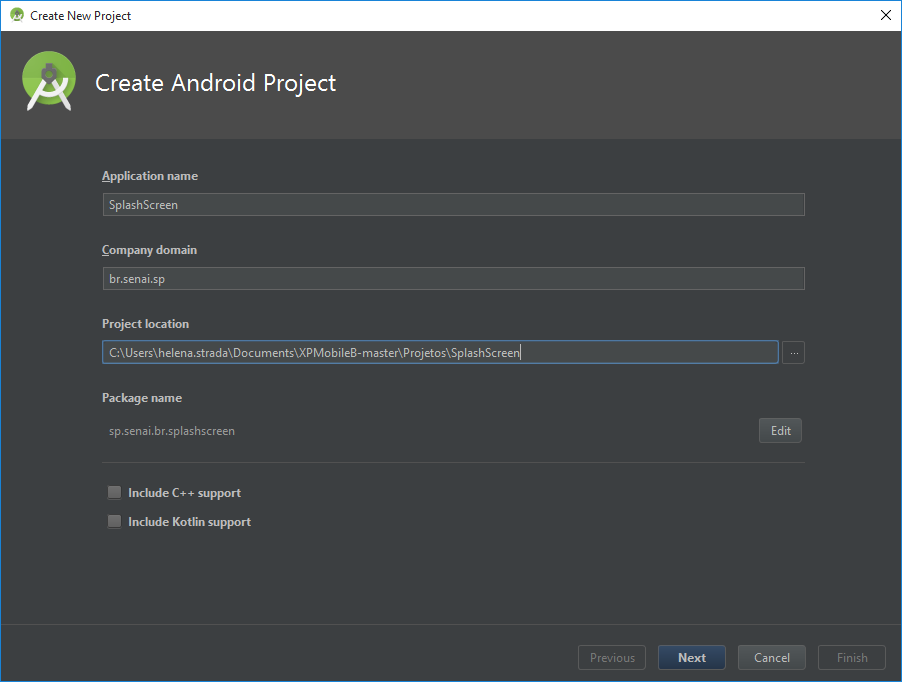 Create New Project
Create Android Project
Application name
SplashScreen
Company domain
br.senai.sp
Project location
C:\Users\helena.strada\Documents\XPMobileB-master\Projetos\SplashScreen
...
Package name
sp.senai.br.splashscreen
Edit
Include C++ support
Include Kotlin support
Previous Next Cancel Finish